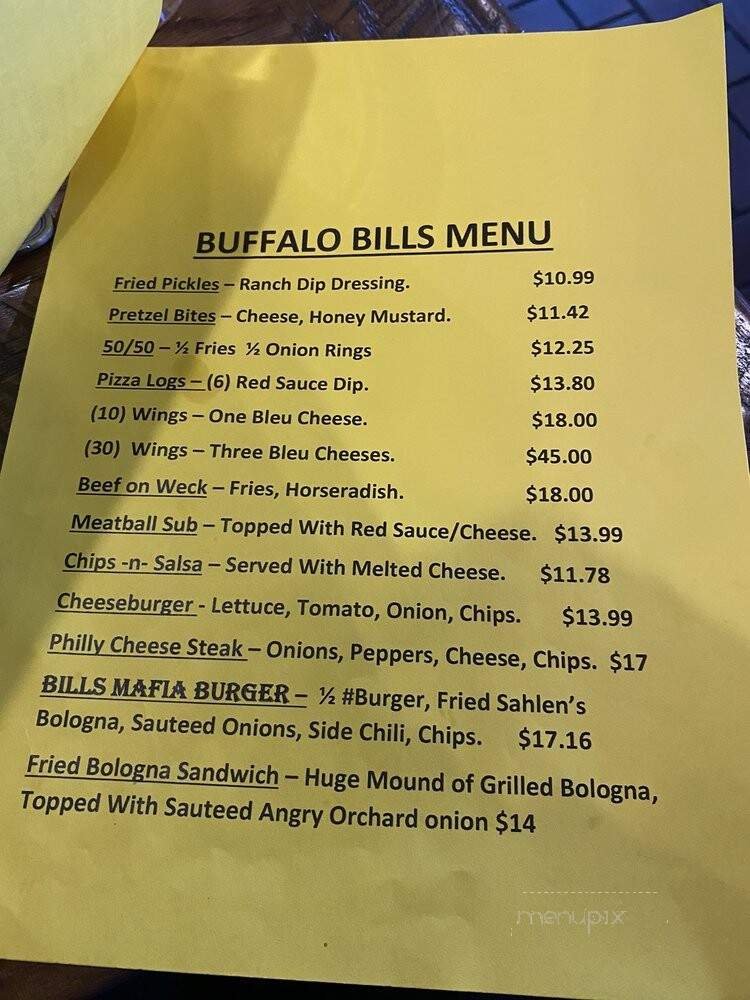 BUFFALO BILLS MENU
Fried Pickles – Ranch Dip Dressing. $10.99
Pretzel Bites – Cheese, Honey Mustard. $11.42
50/50 – ½ Fries ½ Onion Rings $12.25
Pizza Logs – (6) Red Sauce Dip. $13.80
(10) Wings – One Bleu Cheese. $18.00
(30) Wings – Three Bleu Cheeses. $45.00
Beef on Weck – Fries, Horseradish. $18.00
Meatball Sub – Topped With Red Sauce/Cheese. $13.99
Chips -n- Salsa – Served With Melted Cheese. $11.78
Cheeseburger - Lettuce, Tomato, Onion, Chips. $13.99
Philly Cheese Steak – Onions, Peppers, Cheese, Chips. $17
BILLS MAFIA BURGER – ½ #Burger, Fried Sahlen's
Bologna, Sauteed Onions, Side Chili, Chips. $17.16
Fried Bologna Sandwich – Huge Mound of Grilled Bologna,
Topped With Sauteed Angry Orchard onion $14
menupix